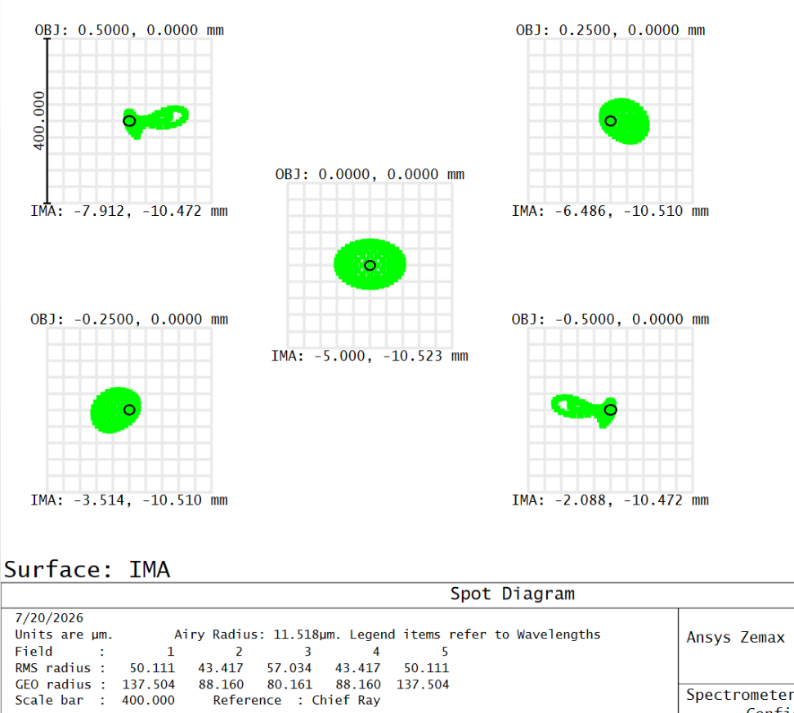 OBJ: 0.5000, 0.0000 mm
400.000
IMA: -7.912, -10.472 mm
OBJ: 0.2500, 0.0000 mm
IMA: -6.486, -10.510 mm
OBJ: 0.0000, 0.0000 mm
IMA: -5.000, -10.523 mm
OBJ: -0.2500, 0.0000 mm
IMA: -3.514, -10.510 mm
OBJ: -0.5000, 0.0000 mm
IMA: -2.088, -10.472 mm
Surface: IMA
Spot Diagram
7/20/2026
Units are µm. Airy Radius: 11.518µm. Legend items refer to Wavelengths
Field : 1 2 3 4 5
RMS radius : 50.111 43.417 57.034 43.417 50.111
GEO radius : 137.504 88.160 80.161 88.160 137.504
Scale bar : 400.000 Reference : Chief Ray
Ansys Zemax
Spectrometer